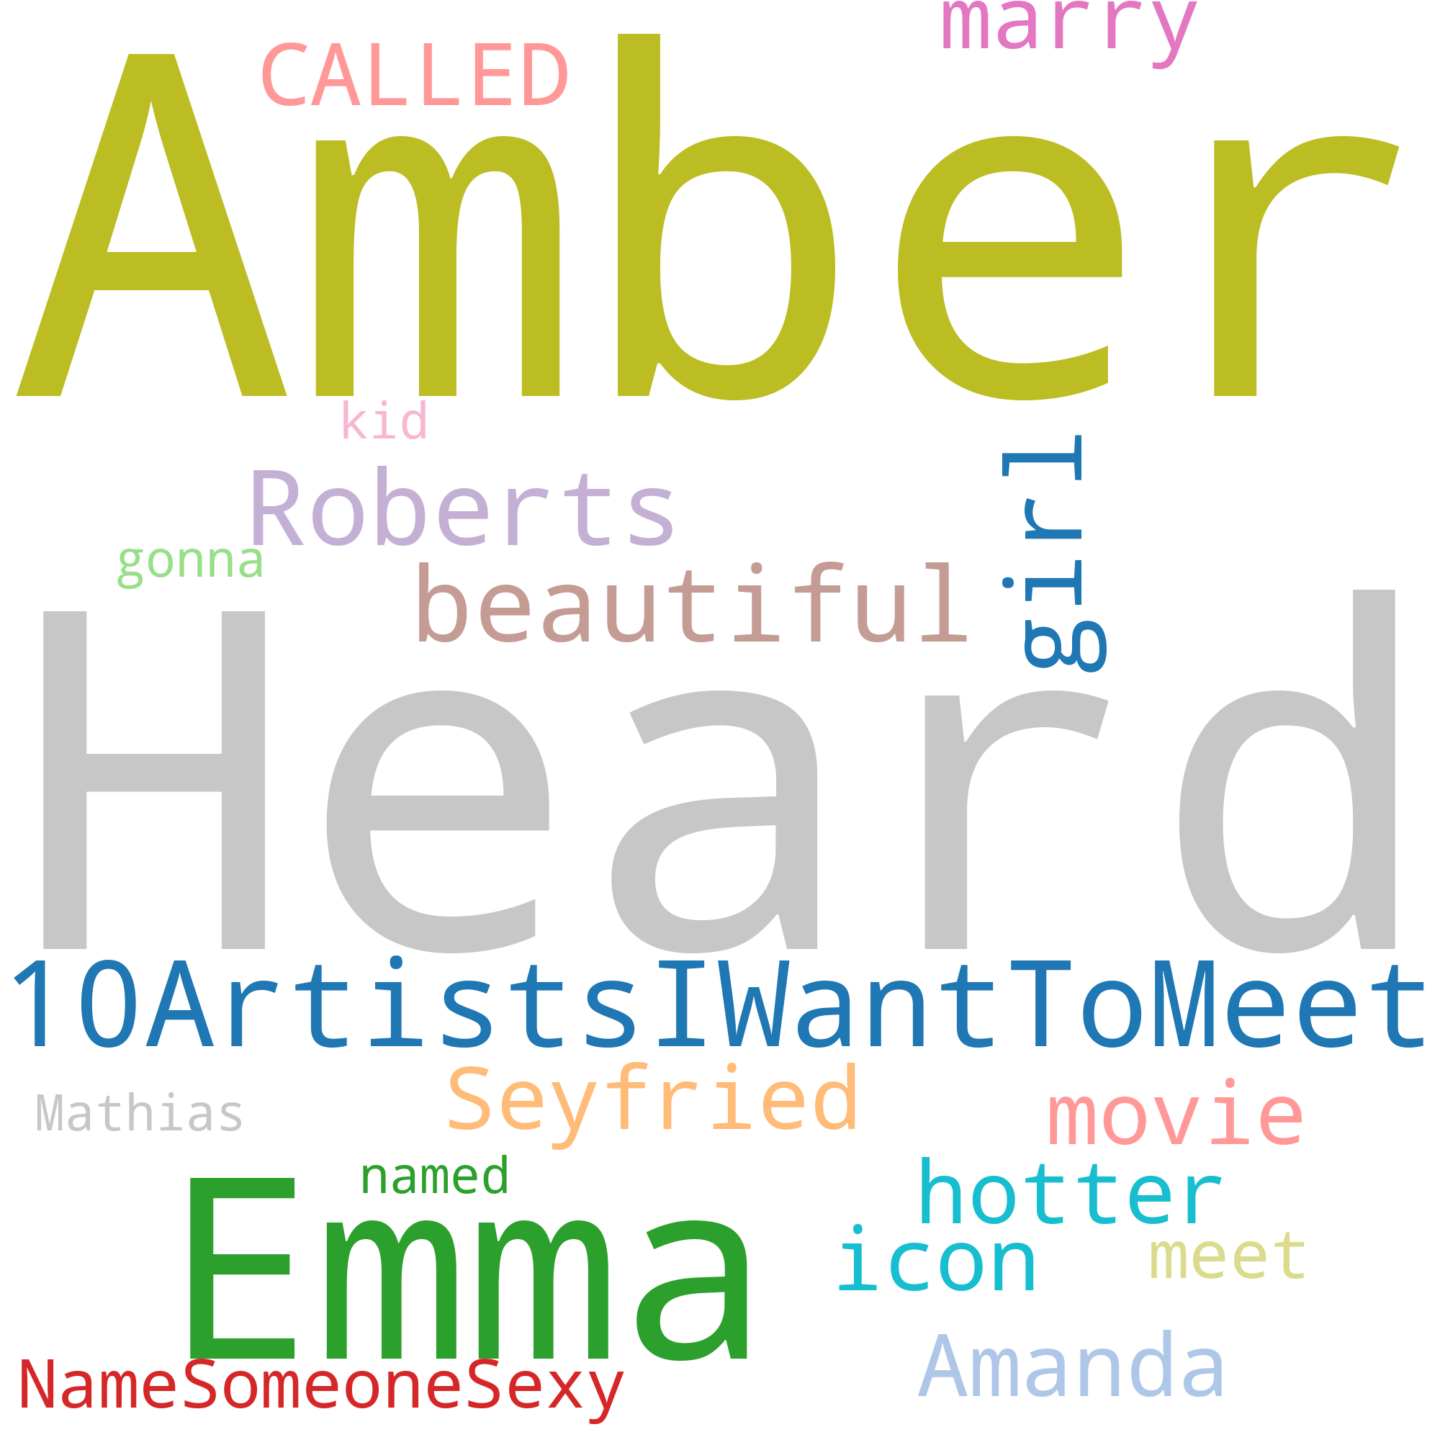 marry
CALLED
Amber
kid
girl
Roberts
gonna
beautiful
Heard
10ArtistsIWantToMeet
Seyfried
movie
Mathias
named
hotter
Emma
icon
meet
Amanda
NameSomeoneSexy